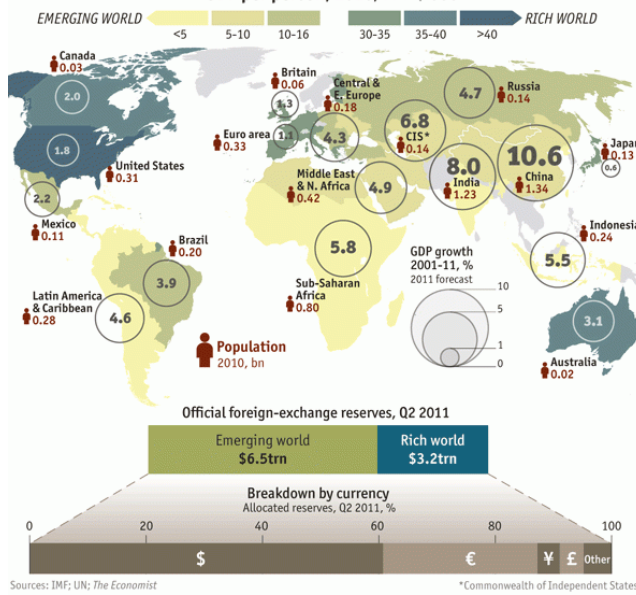 EMERGING WORLD
<5
5-10
10-16
30-35
35-40
>40
RICH WORLD
Canada
0.03
2.0
1.8
United States
0.31
2.2
Mexico
0.11
Brazil
0.20
3.9
Latin America
& Caribbean
0.28
4.6
Britain
0.06
1.3
Central &
E. Europe
0.18
4.3
Euro area
0.33
1.1
6.8
CIS*
0.14
4.7
Russia
0.14
Middle East
& N. Africa
0.42
4.9
8.0
India
1.23
10.6
China
1.34
Japan
0.13
0.6
Indonesia
0.24
5.5
5.8
Sub-Saharan
Africa
0.80
3.1
Australia
0.02
GDP growth
2001-11, %
2011 forecast
10
5
1
0
Population
2010, bn
Official foreign-exchange reserves, Q2 2011
Emerging world
$6.5trn
Rich world
$3.2trn
Breakdown by currency
Allocated reserves, Q2 2011, %
0 20 40 60 80 100
$ € ¥ £ Other
Sources: IMF; UN; The Economist
*Commonwealth of Independent States